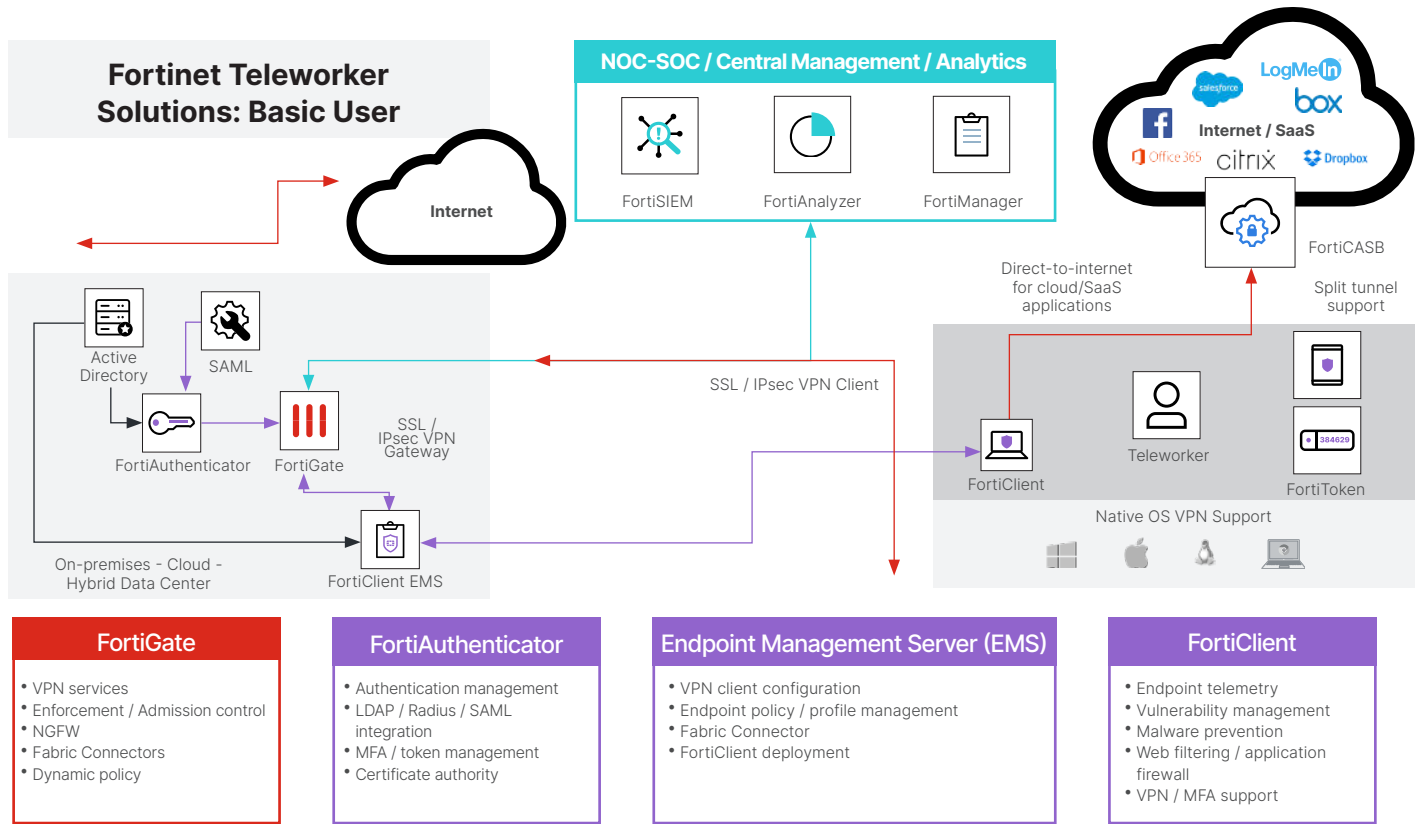 Fortinet Teleworker
Solutions: Basic User
NOC-SOC / Central Management / Analytics
FortiSIEM
FortiAnalyzer
FortiManager
LogMeIn
salesforce
box
Internet / SaaS
Office 365
citrix
Dropbox
Internet
FortiCASB
Direct-to-internet
for cloud/SaaS
applications
Split tunnel
support
Active
Directory
SAML
SSL / IPsec VPN Client
SSL /
IPsec VPN
Gateway
FortiAuthenticator
FortiGate
FortiClient
Teleworker
384629
FortiToken
Native OS VPN Support
On-premises - Cloud -
Hybrid Data Center
FortiClient EMS
FortiGate
• VPN services
• Enforcement / Admission control
• NGFW
• Fabric Connectors
• Dynamic policy
FortiAuthenticator
• Authentication management
• LDAP / Radius / SAML
integration
• MFA / token management
• Certificate authority
Endpoint Management Server (EMS)
• VPN client configuration
• Endpoint policy / profile management
• Fabric Connector
• FortiClient deployment
FortiClient
• Endpoint telemetry
• Vulnerability management
• Malware prevention
• Web filtering / application
firewall
• VPN / MFA support